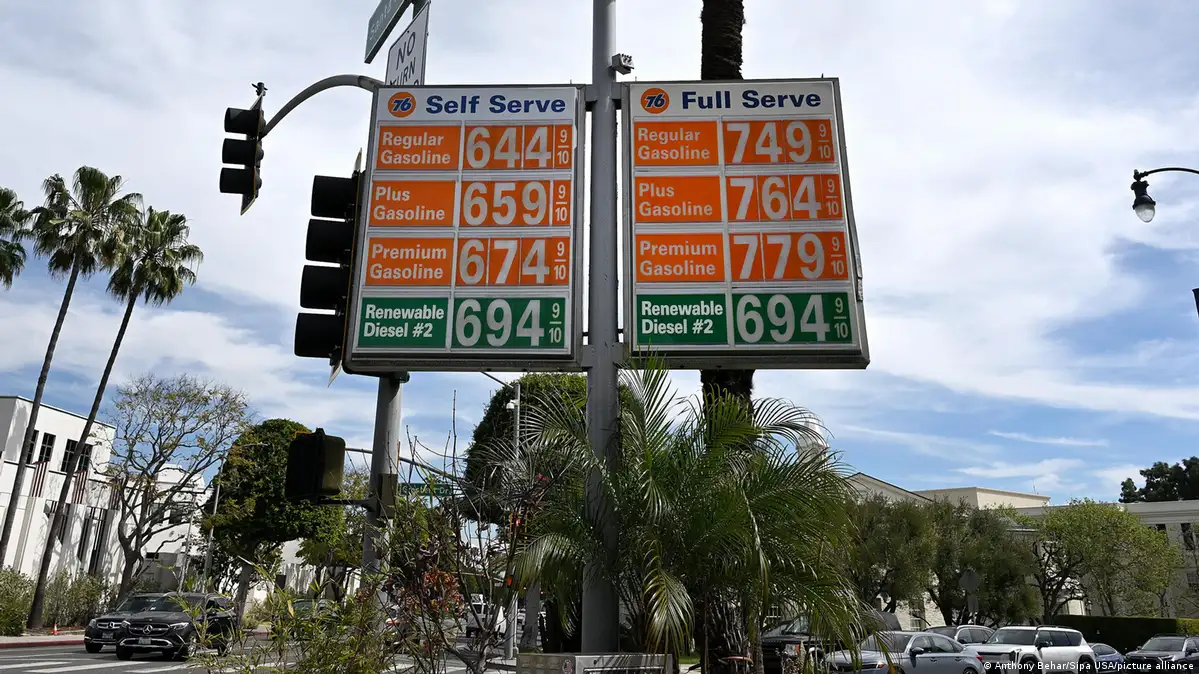 NO
TURN
76 Self Serve
Regular
Gasoline
644 9/10
Plus
Gasoline
659 9/10
Premium
Gasoline
674 9/10
Renewable
Diesel #2
694 9/10
76 Full Serve
Regular
Gasoline
749 9/10
Plus
Gasoline
764 9/10
Premium
Gasoline
779 9/10
Renewable
Diesel #2
694 9/10
© Anthony Behar/Sipa USA/picture alliance